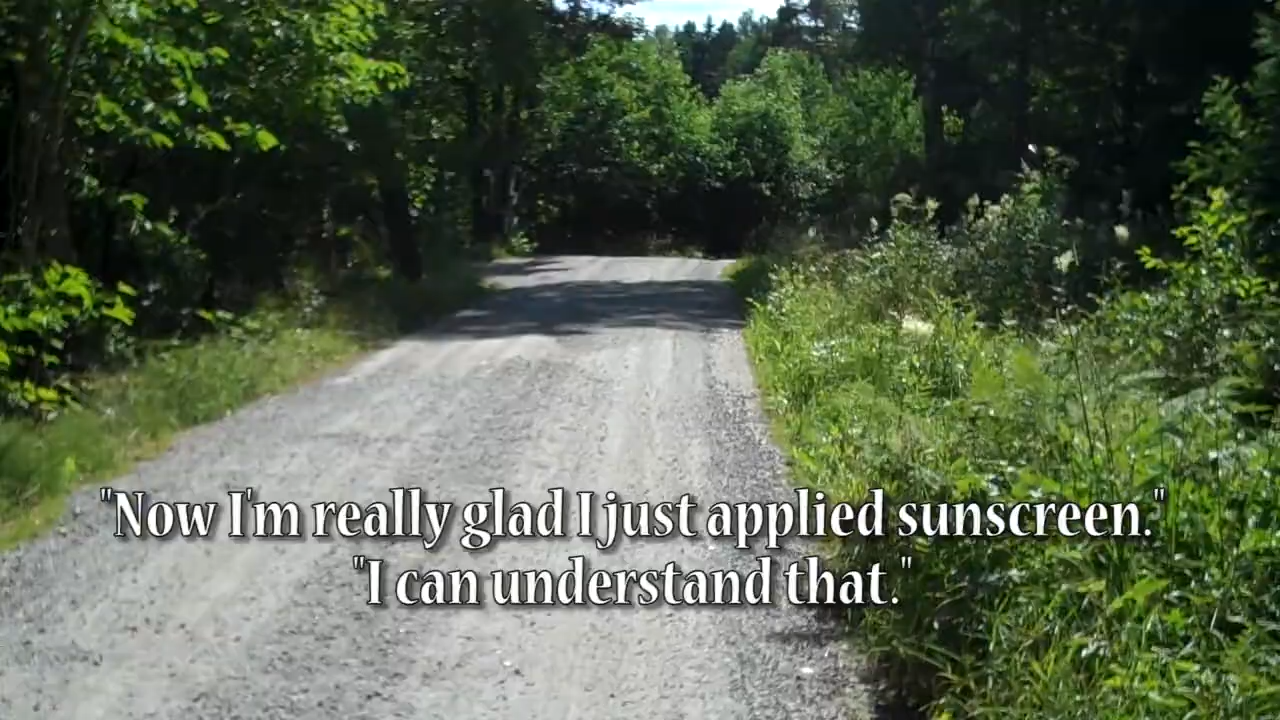 "Now I'm really glad I just applied sunscreen."
"I can understand that."